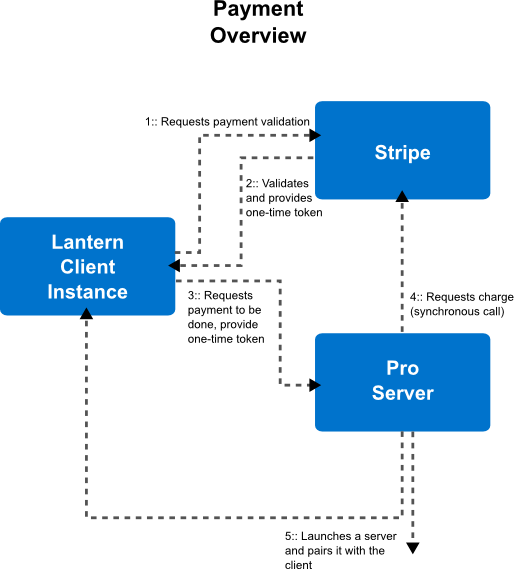 Payment
Overview
1:: Requests payment validation
Stripe
2:: Validates
and provides
one-time token
Lantern
Client
Instance
3:: Requests
payment to be
done, provide
one-time token
4:: Requests charge
(synchronous call)
Pro
Server
5:: Launches a server
and pairs it with the
client